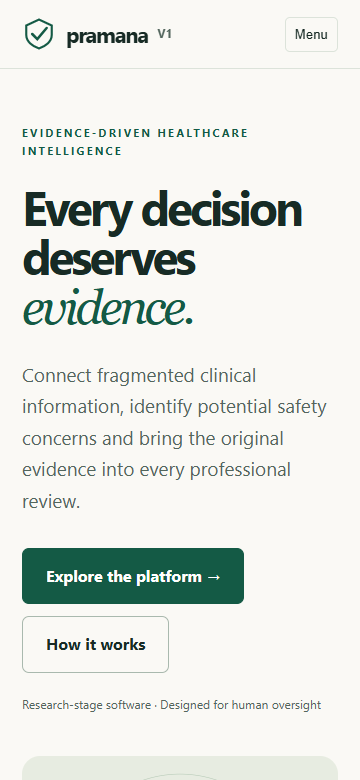 pramana V1
Menu
EVIDENCE-DRIVEN HEALTHCARE
INTELLIGENCE
Every decision
deserves
evidence.
Connect fragmented clinical
information, identify potential safety
concerns and bring the original
evidence into every professional
review.
Explore the platform →
How it works
Research-stage software · Designed for human oversight